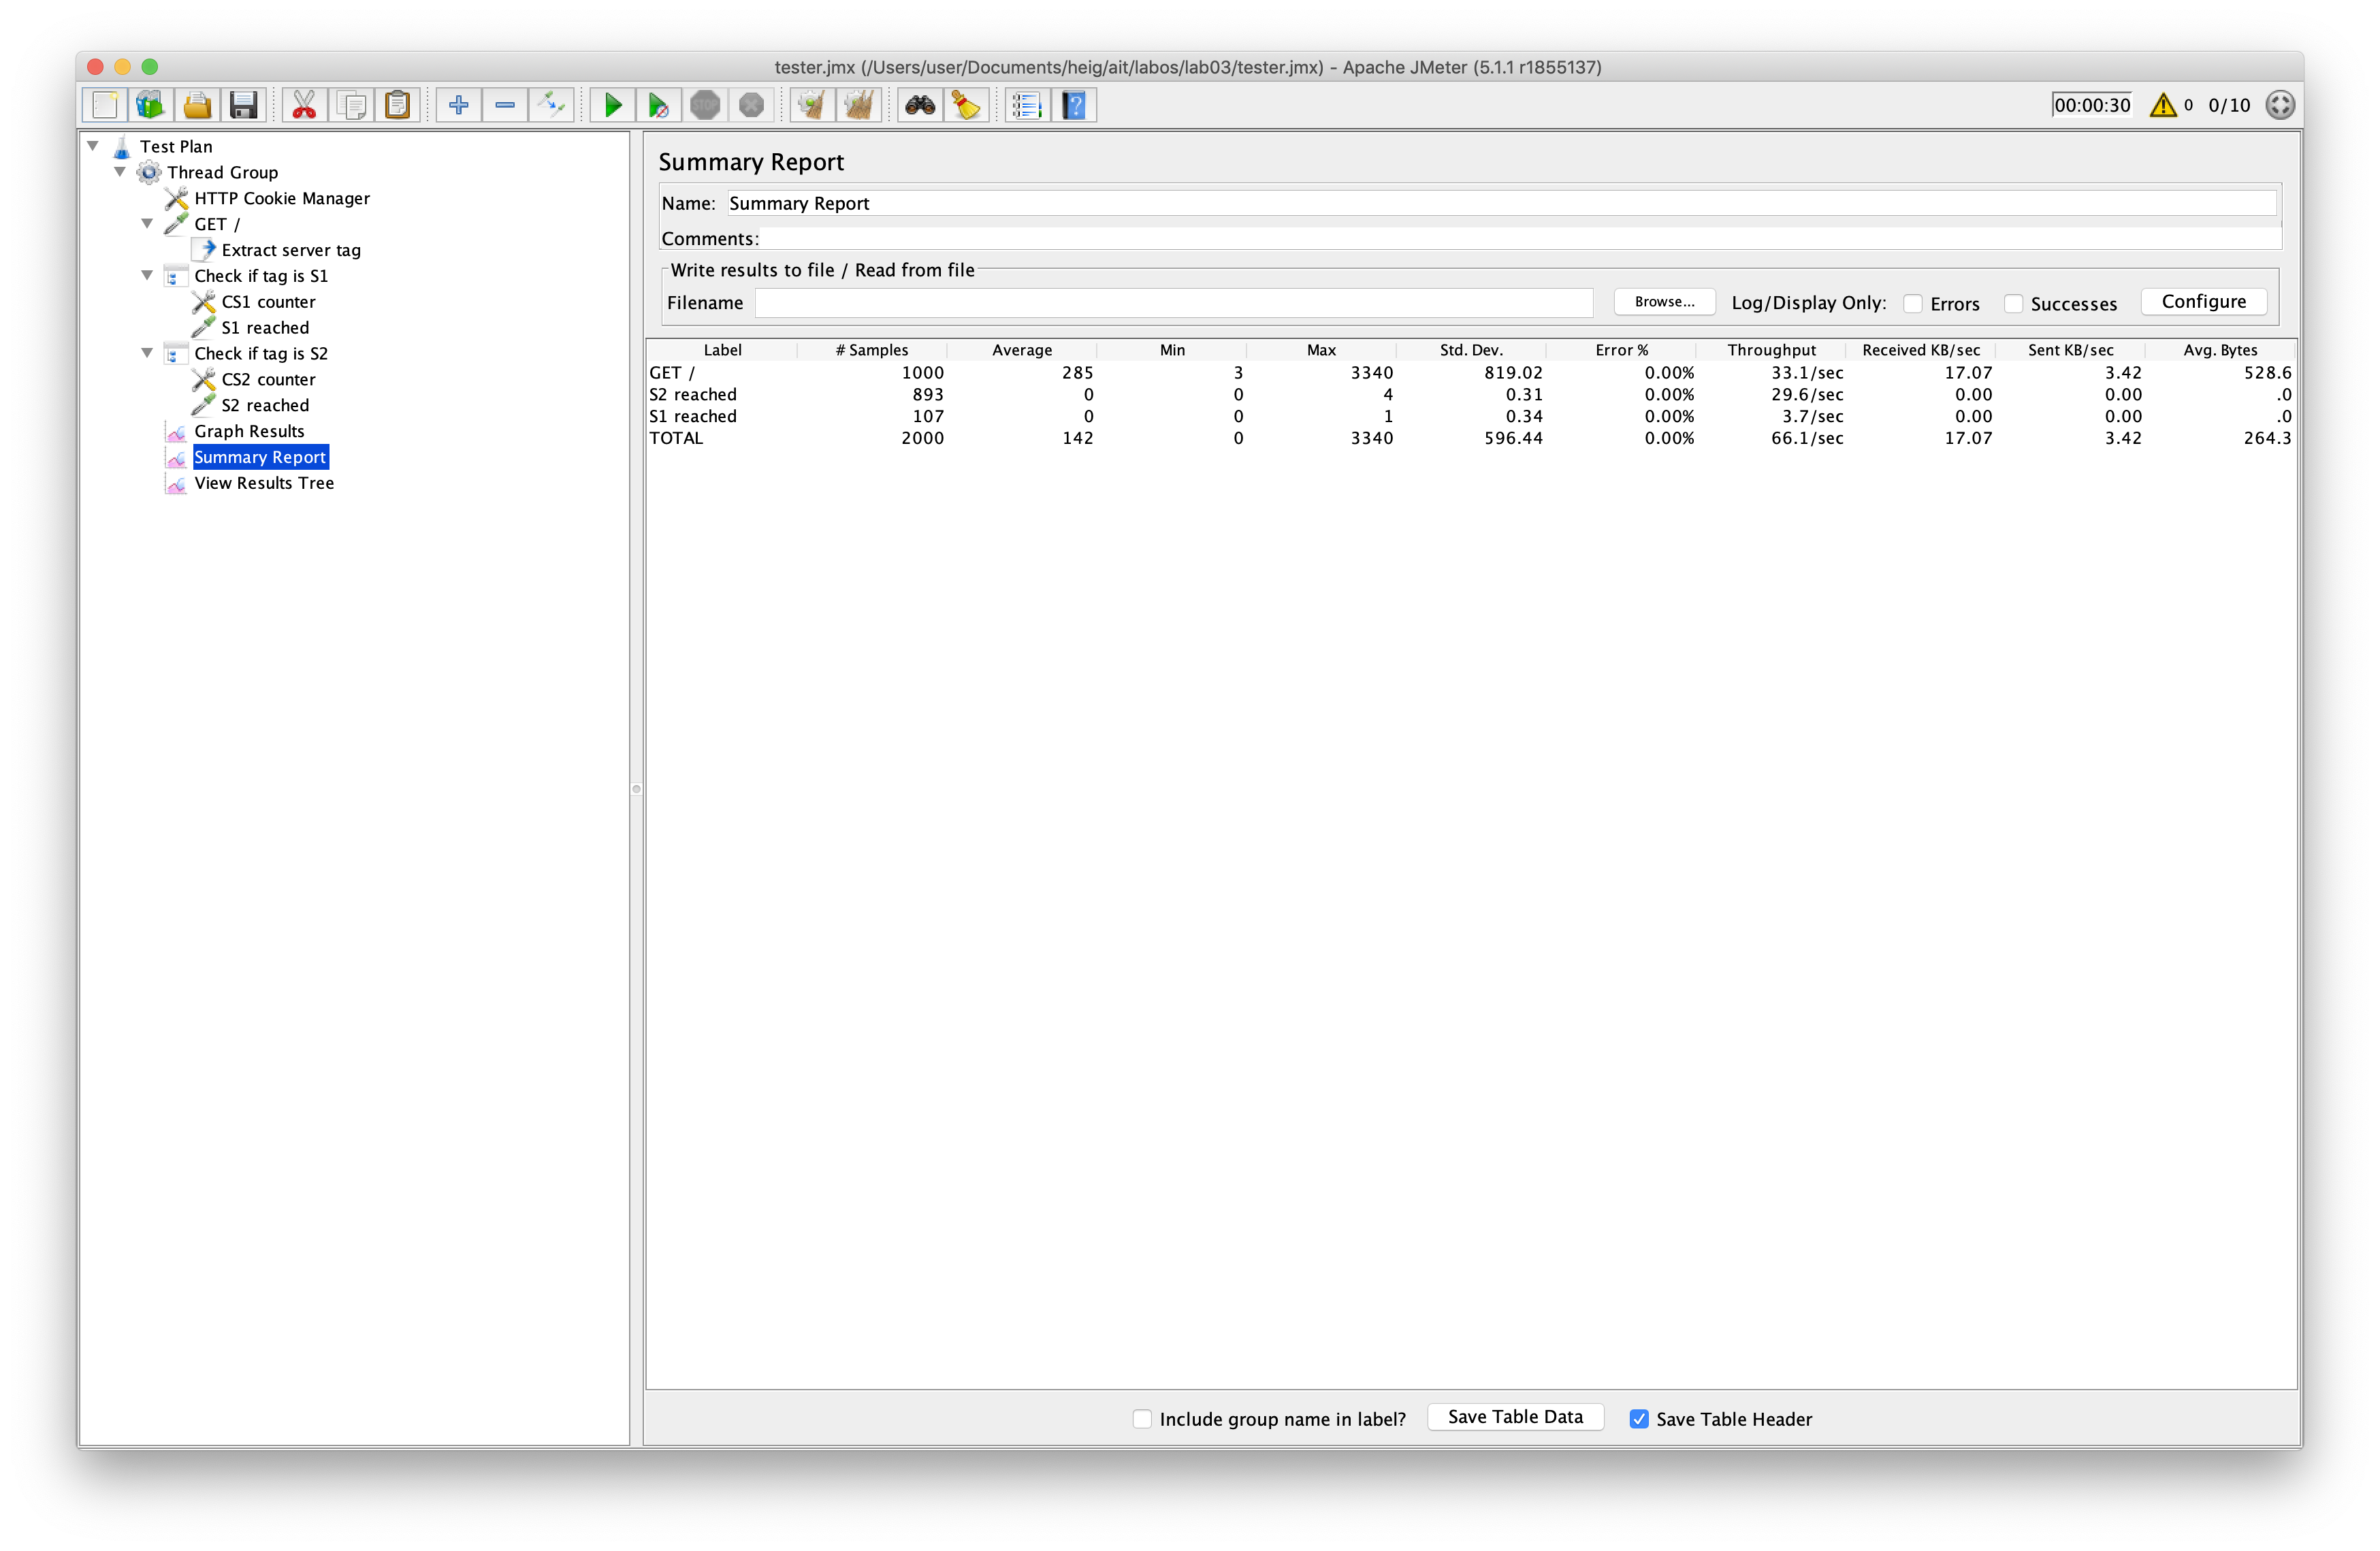 tester.jmx (/Users/user/Documents/heig/ait/labos/lab03/tester.jmx) - Apache JMeter (5.1.1 r1855137)
STOP
00:00:30 0 0/10
Test Plan
Thread Group
HTTP Cookie Manager
GET /
Extract server tag
Check if tag is S1
CS1 counter
S1 reached
Check if tag is S2
CS2 counter
S2 reached
Graph Results
Summary Report
View Results Tree
Summary Report
Name: Summary Report
Comments:
Write results to file / Read from file
Filename Browse... Log/Display Only: Errors Successes Configure
Label # Samples Average Min Max Std. Dev. Error % Throughput Received KB/sec Sent KB/sec Avg. Bytes
GET / 1000 285 3 3340 819.02 0.00% 33.1/sec 17.07 3.42 528.6
S2 reached 893 0 0 4 0.31 0.00% 29.6/sec 0.00 0.00 .0
S1 reached 107 0 0 1 0.34 0.00% 3.7/sec 0.00 0.00 .0
TOTAL 2000 142 0 3340 596.44 0.00% 66.1/sec 17.07 3.42 264.3
Include group name in label? Save Table Data Save Table Header